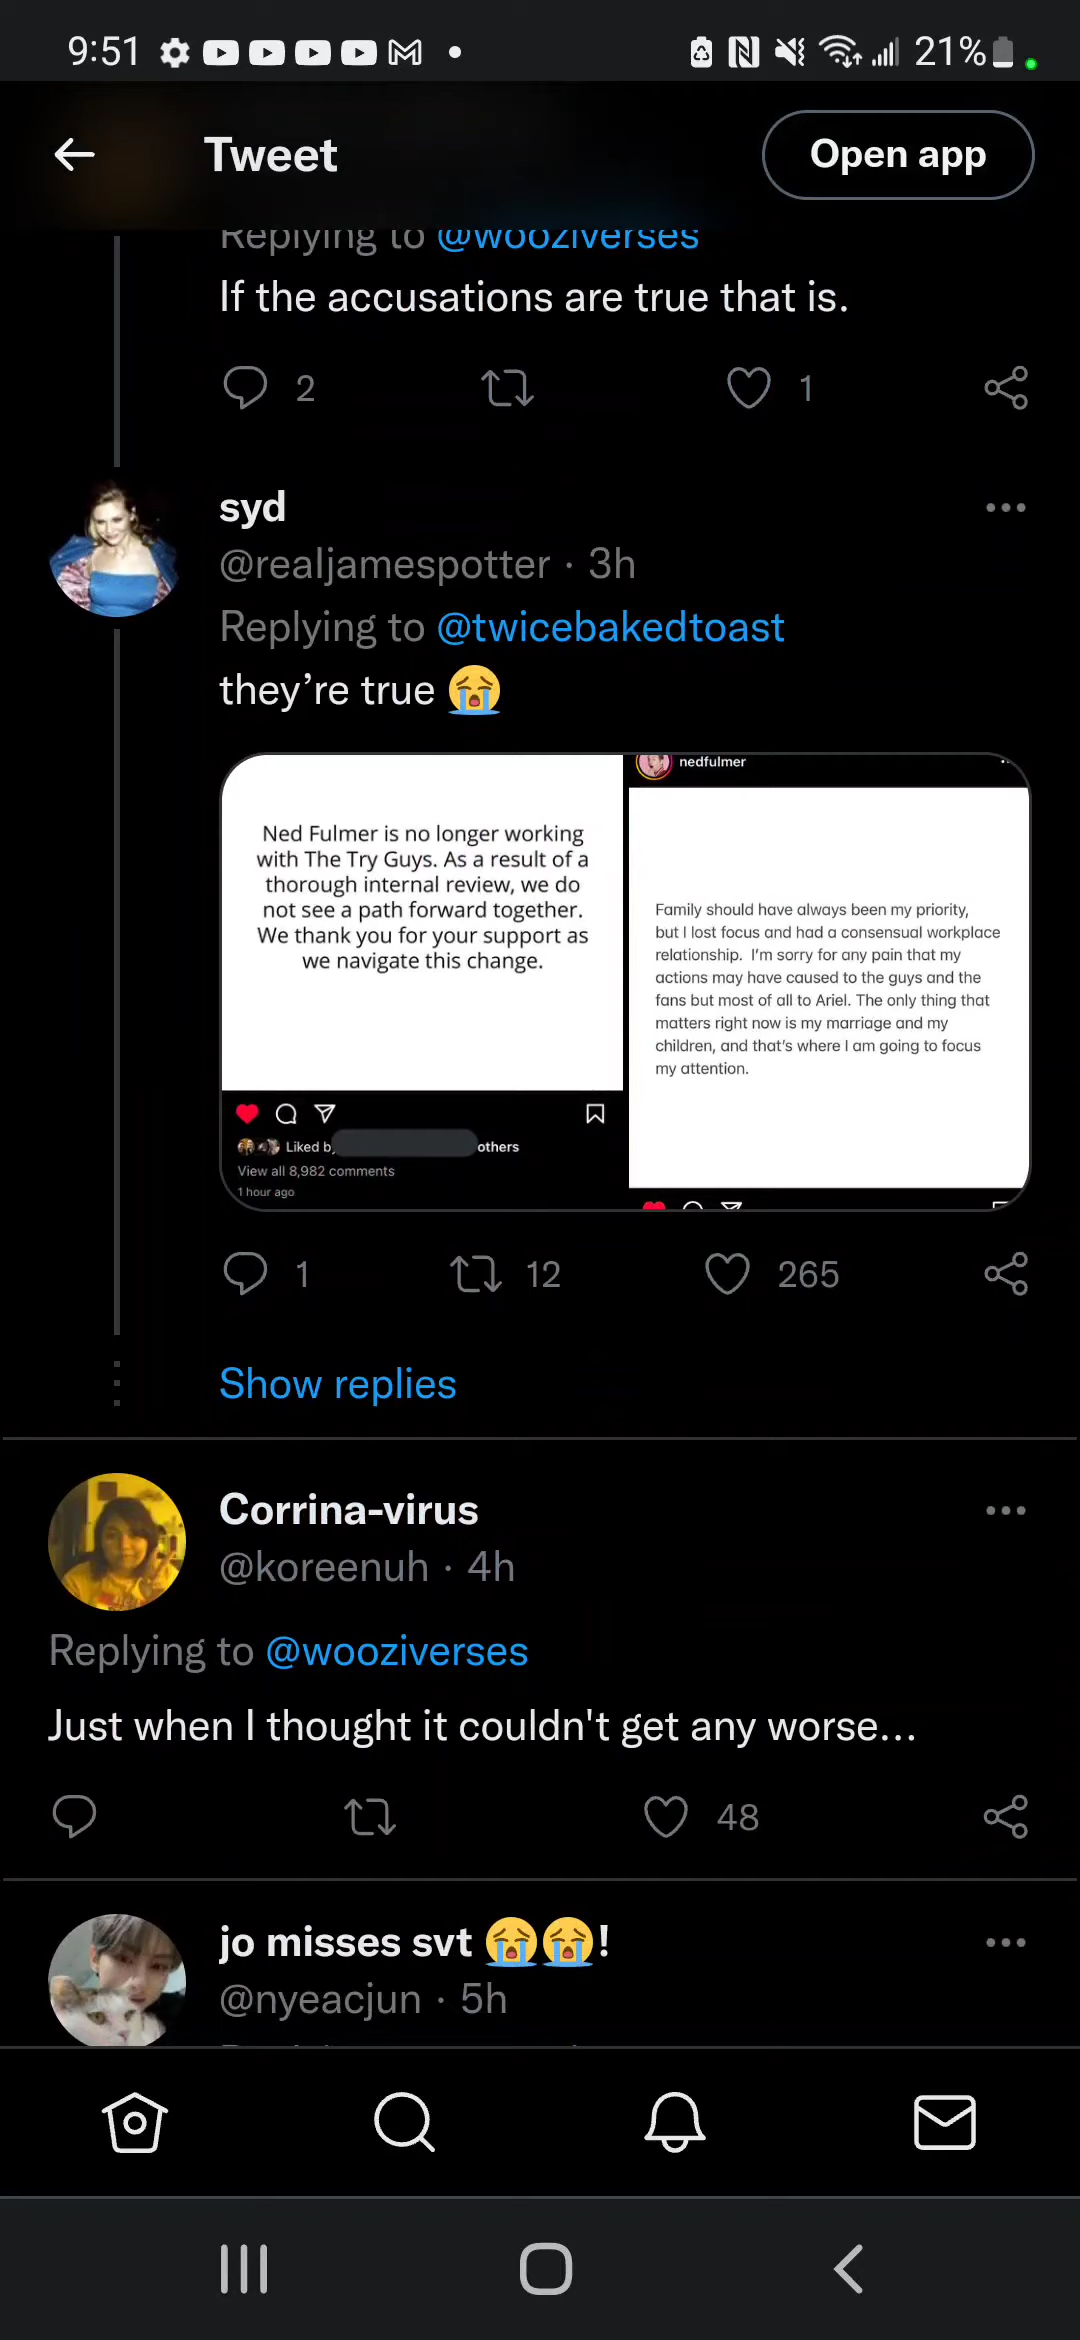 9:51
21%
Tweet
Open app
Replying to @wooziverses
If the accusations are true that is.
2
1
syd
@realjamespotter · 3h
Replying to @twicebakedtoast
they’re true 😭
Ned Fulmer is no longer working
with The Try Guys. As a result of a
thorough internal review, we do
not see a path forward together.
We thank you for your support as
we navigate this change.
Liked b
others
View all 8,982 comments
1 hour ago
nedfulmer
Family should have always been my priority,
but I lost focus and had a consensual workplace
relationship. I’m sorry for any pain that my
actions may have caused to the guys and the
fans but most of all to Ariel. The only thing that
matters right now is my marriage and my
children, and that’s where I am going to focus
my attention.
1
12
265
Show replies
Corrina-virus
@koreenuh · 4h
Replying to @wooziverses
Just when I thought it couldn't get any worse...
48
jo misses svt 😭😭!
@nyeacjun · 5h